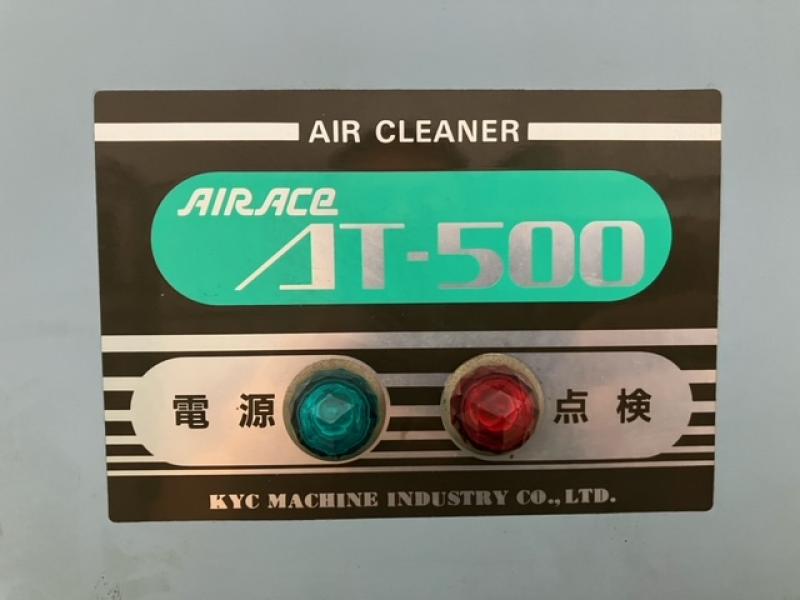 AIR CLEANER
AIRACE
AT-500
電源 点検
KYC MACHINE INDUSTRY CO., LTD.